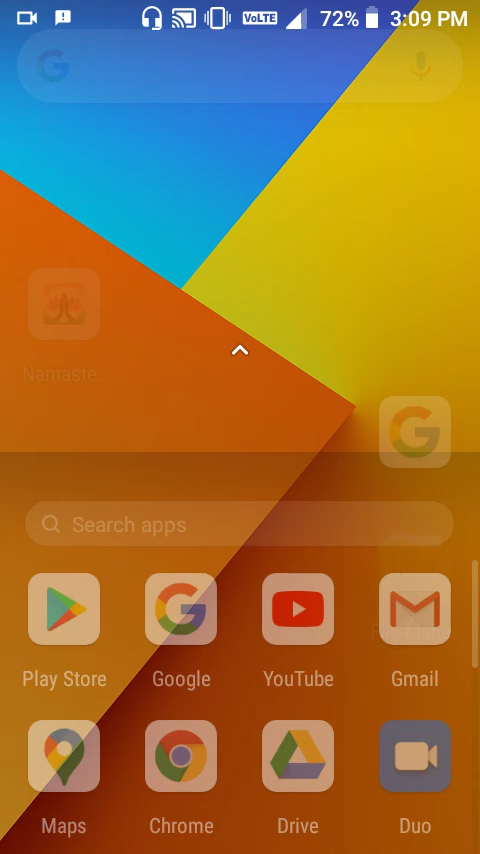 VoLTE 72% 3:09 PM
Namaste..
Search apps
Play Store Google YouTube Gmail
Maps Chrome Drive Duo